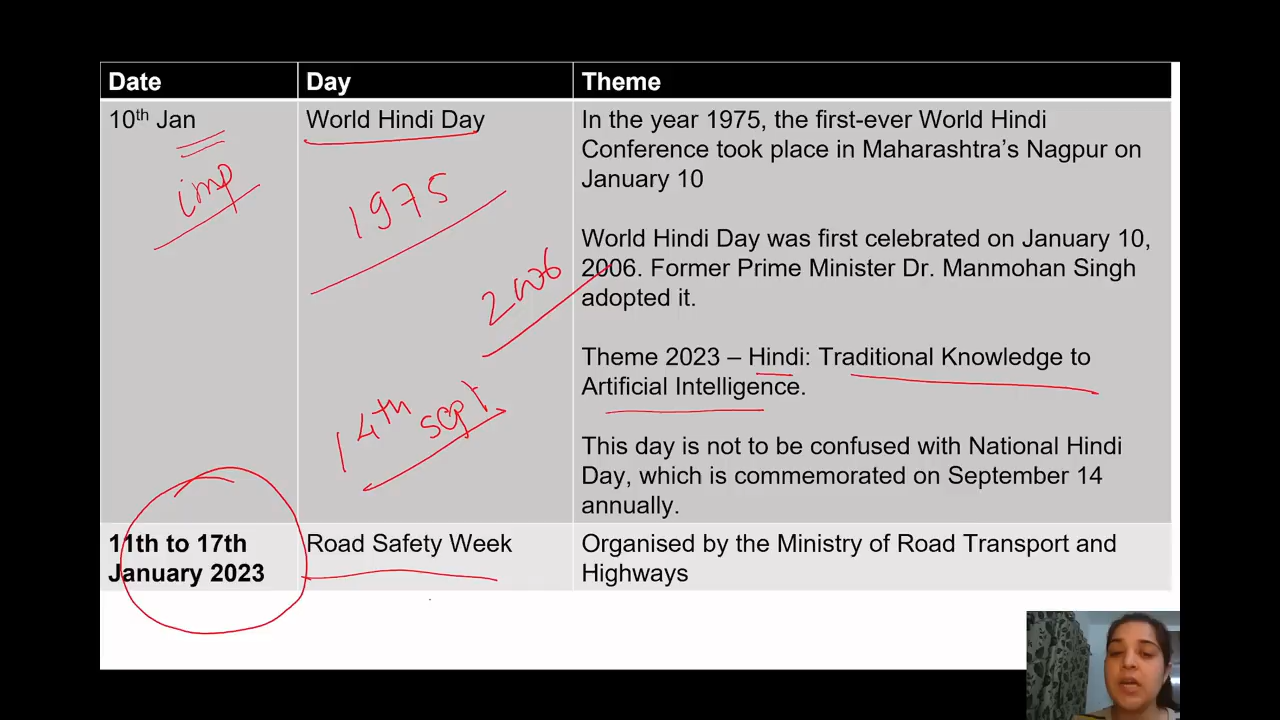 Date Day Theme
10th Jan World Hindi Day In the year 1975, the first-ever World Hindi
Conference took place in Maharashtra's Nagpur on
January 10
imp
1975
World Hindi Day was first celebrated on January 10,
2006. Former Prime Minister Dr. Manmohan Singh
adopted it.
2006
Theme 2023 – Hindi: Traditional Knowledge to
Artificial Intelligence.
14th sept
This day is not to be confused with National Hindi
Day, which is commemorated on September 14
annually.
11th to 17th Road Safety Week Organised by the Ministry of Road Transport and
January 2023 Highways